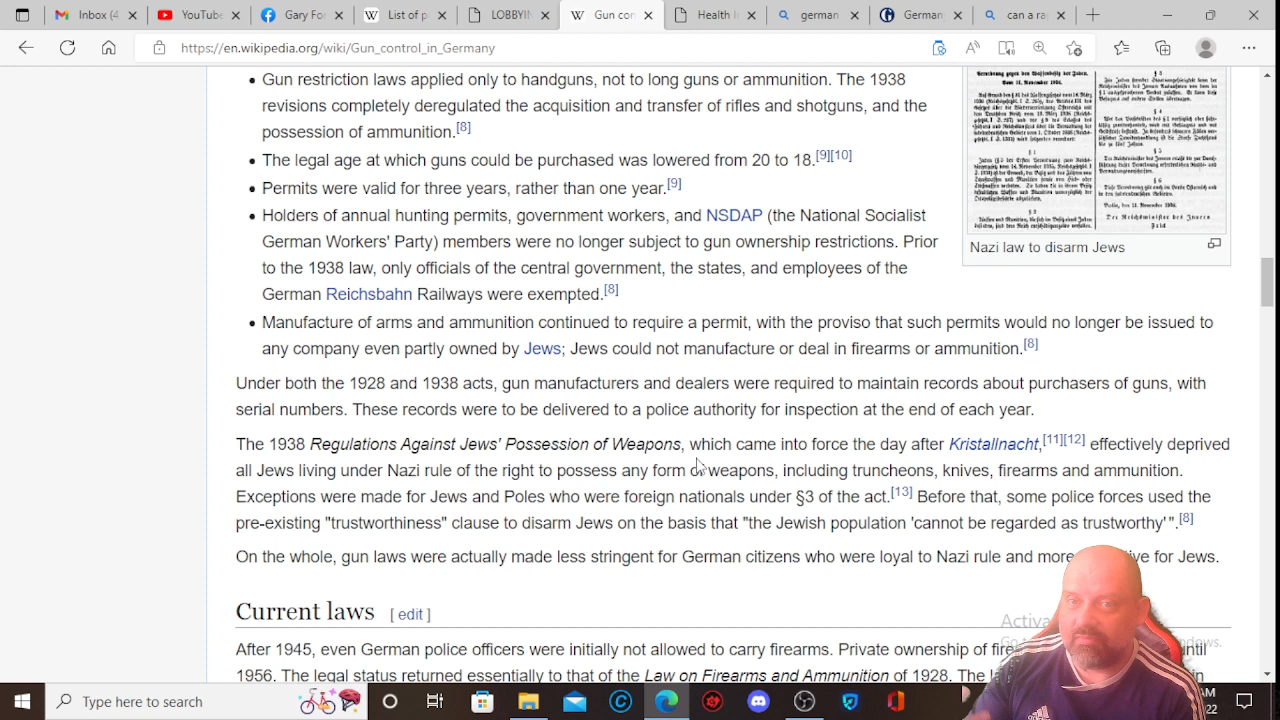 Inbox (4
YouTube
Gary Fo
List of p
LOBBYIN
Gun con
Health I
german
German
can a ra
https://en.wikipedia.org/wiki/Gun_control_in_Germany
Gun restriction laws applied only to handguns, not to long guns or ammunition. The 1938
revisions completely deregulated the acquisition and transfer of rifles and shotguns, and the
possession of ammunition.[8]
The legal age at which guns could be purchased was lowered from 20 to 18.[9][10]
Permits were valid for three years, rather than one year.[9]
Holders of annual hunting permits, government workers, and NSDAP (the National Socialist
German Workers' Party) members were no longer subject to gun ownership restrictions. Prior
to the 1938 law, only officials of the central government, the states, and employees of the
German Reichsbahn Railways were exempted.[8]
Nazi law to disarm Jews
Manufacture of arms and ammunition continued to require a permit, with the proviso that such permits would no longer be issued to
any company even partly owned by Jews; Jews could not manufacture or deal in firearms or ammunition.[8]
Under both the 1928 and 1938 acts, gun manufacturers and dealers were required to maintain records about purchasers of guns, with
serial numbers. These records were to be delivered to a police authority for inspection at the end of each year.
The 1938 Regulations Against Jews' Possession of Weapons, which came into force the day after Kristallnacht,[11][12] effectively deprived
all Jews living under Nazi rule of the right to possess any form of weapons, including truncheons, knives, firearms and ammunition.
Exceptions were made for Jews and Poles who were foreign nationals under §3 of the act.[13] Before that, some police forces used the
pre-existing "trustworthiness" clause to disarm Jews on the basis that "the Jewish population 'cannot be regarded as trustworthy'".[8]
On the whole, gun laws were actually made less stringent for German citizens who were loyal to Nazi rule and more for Jews.
Current laws [ edit ]
After 1945, even German police officers were initially not allowed to carry firearms. Private ownership of until
1956. The legal status returned essentially to that of the Law on Firearms and Ammunition of 1928. The in
Type here to search